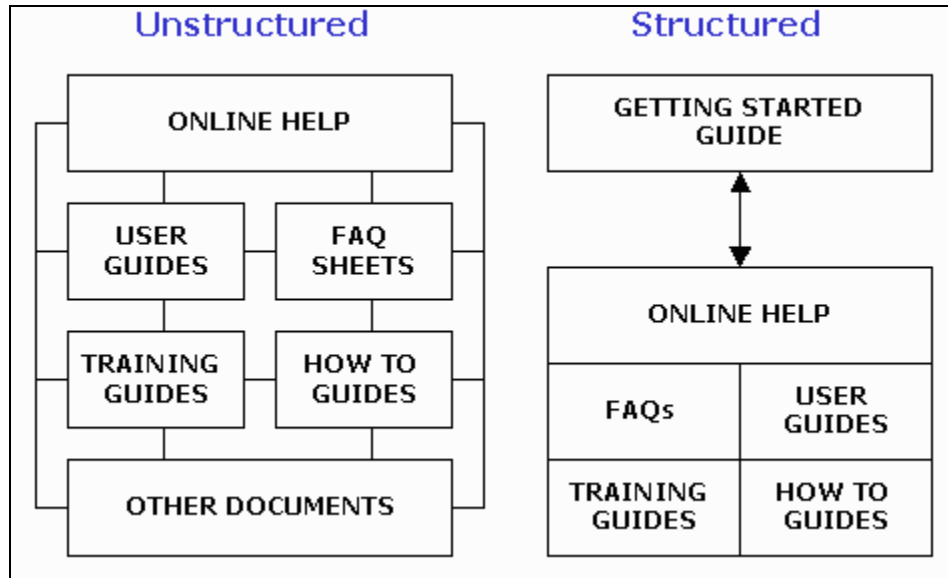 Unstructured
ONLINE HELP
USER
GUIDES
FAQ
SHEETS
TRAINING
GUIDES
HOW TO
GUIDES
OTHER DOCUMENTS
Structured
GETTING STARTED
GUIDE
ONLINE HELP
FAQs
USER
GUIDES
TRAINING
GUIDES
HOW TO
GUIDES